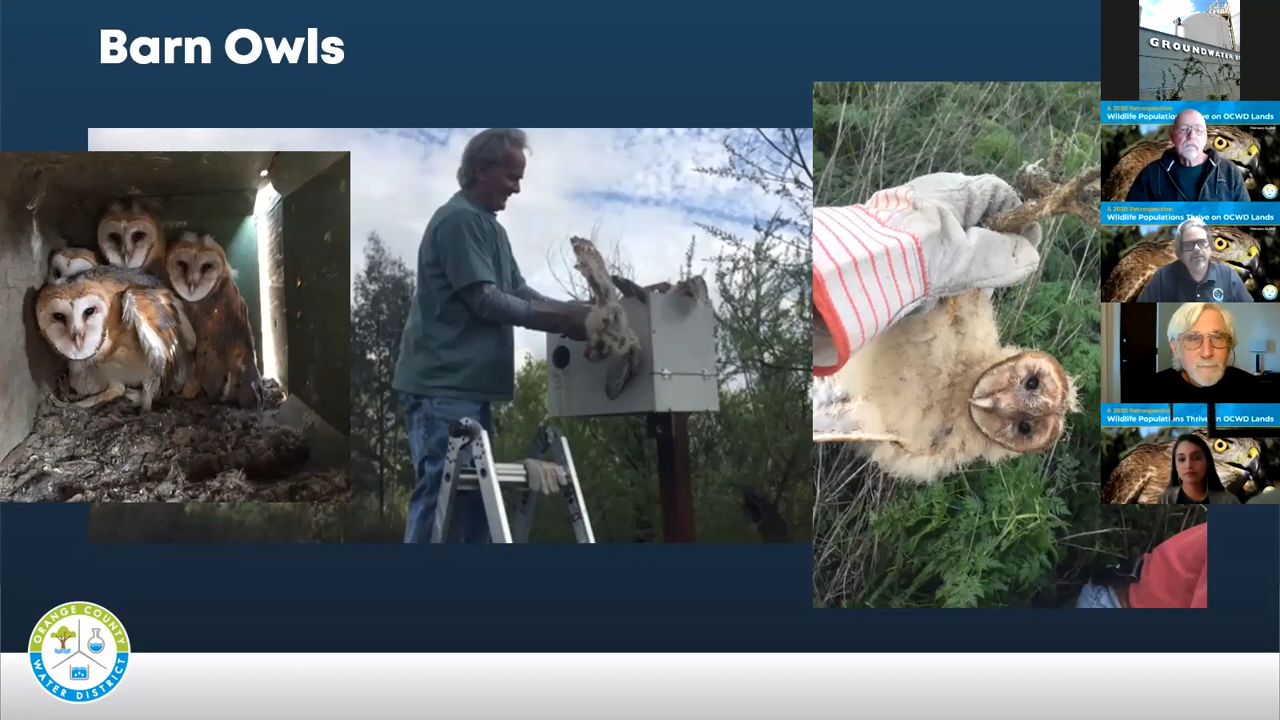 Barn Owls
GROUNDWATER
A 2020 Retrospective:
Wildlife Populations Thrive on OCWD Lands
A 2020 Retrospective:
Wildlife Populations Thrive on OCWD Lands
A 2020 Retrospective:
Wildlife Populations Thrive on OCWD Lands
ORANGE COUNTY
WATER DISTRICT